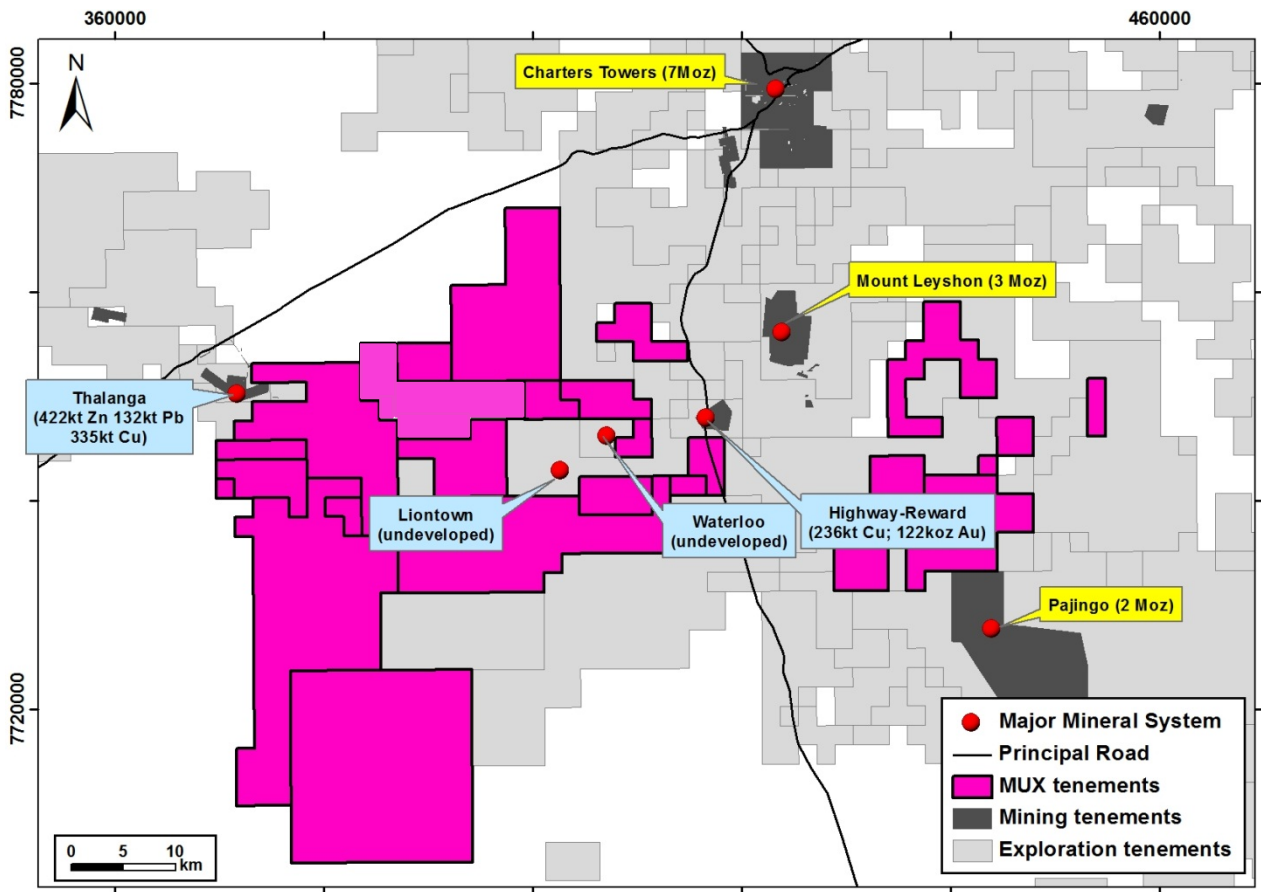 360000
460000
N
7780000
7720000
Charters Towers (7Moz)
Mount Leyshon (3 Moz)
Thalanga
(422kt Zn 132kt Pb
335kt Cu)
Liontown
(undeveloped)
Waterloo
(undeveloped)
Highway-Reward
(236kt Cu; 122koz Au)
Pajingo (2 Moz)
Major Mineral System
Principal Road
MUX tenements
Mining tenements
Exploration tenements
0 5 10
km